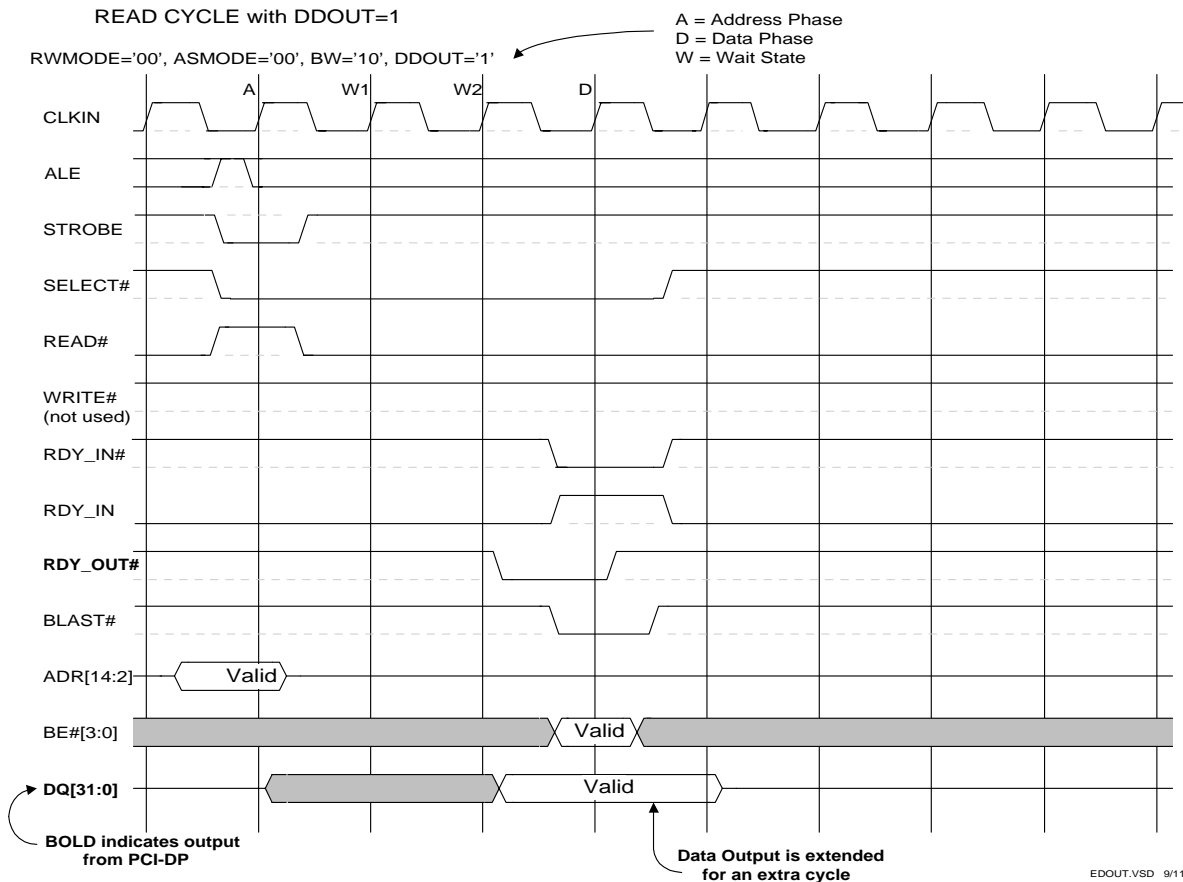 READ CYCLE with DDOUT=1
A = Address Phase
D = Data Phase
W = Wait State
RWMODE='00', ASMODE='00', BW='10', DDOUT='1'
A W1 W2 D
CLKIN
ALE
STROBE
SELECT#
READ#
WRITE#
(not used)
RDY_IN#
RDY_IN
RDY_OUT#
BLAST#
ADR[14:2] Valid
BE#[3:0] Valid
DQ[31:0] Valid
BOLD indicates output
from PCI-DP
Data Output is extended
for an extra cycle
EDOUT.VSD 9/11